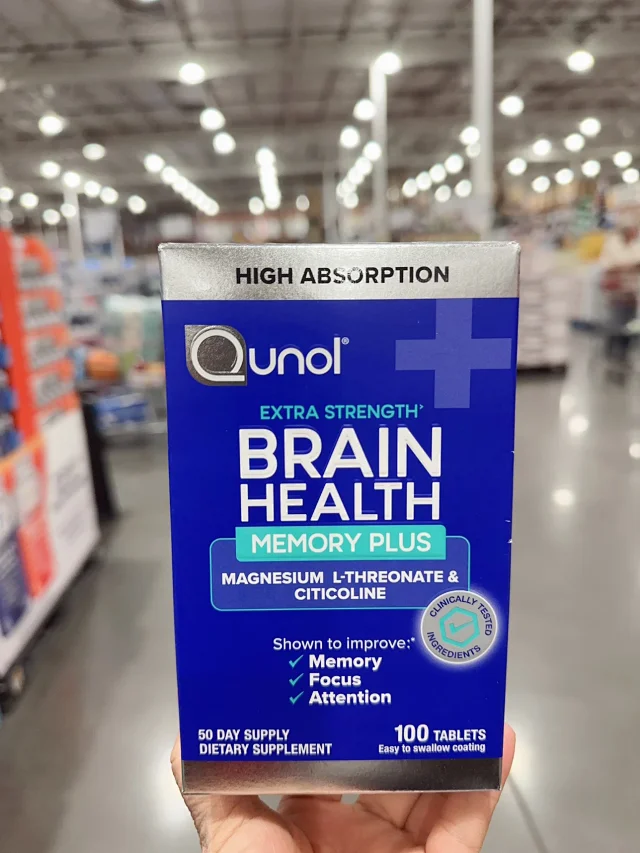 HIGH ABSORPTION
Qunol®
EXTRA STRENGTH›
BRAIN
HEALTH
MEMORY PLUS
MAGNESIUM L-THREONATE &
CITICOLINE
CLINICALLY TESTED
INGREDIENTS
Shown to improve:*
Memory
Focus
Attention
50 DAY SUPPLY
DIETARY SUPPLEMENT
100 TABLETS
Easy to swallow coating